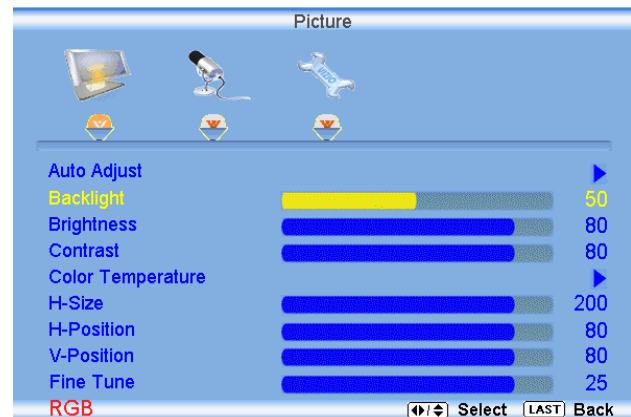 Picture
Auto Adjust
Backlight 50
Brightness 80
Contrast 80
Color Temperature
H-Size 200
H-Position 80
V-Position 80
Fine Tune 25
RGB Select LAST Back